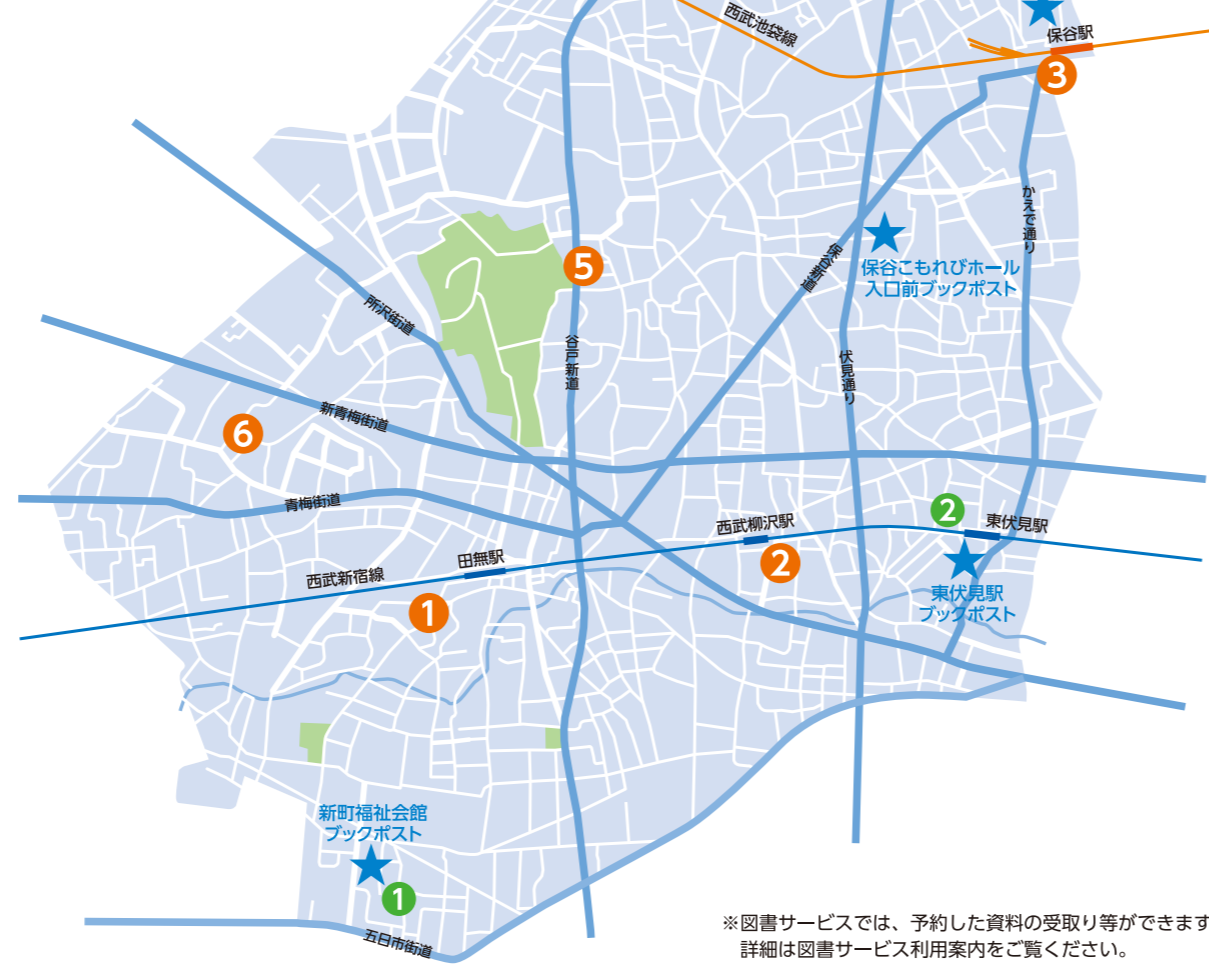 西武池袋線
保谷駅
3
かえで通り
保谷こもれびホール
入口前ブックポスト
保谷新道
5
所沢街道
谷戸新道
伏見通り
新青梅街道
6
青梅街道
2
東伏見駅
西武柳沢駅
田無駅
2
西武新宿線
東伏見駅
ブックポスト
1
新町福祉会館
ブックポスト
1
五日市街道
※図書サービスでは、予約した資料の受取り等ができます
詳細は図書サービス利用案内をご覧ください。